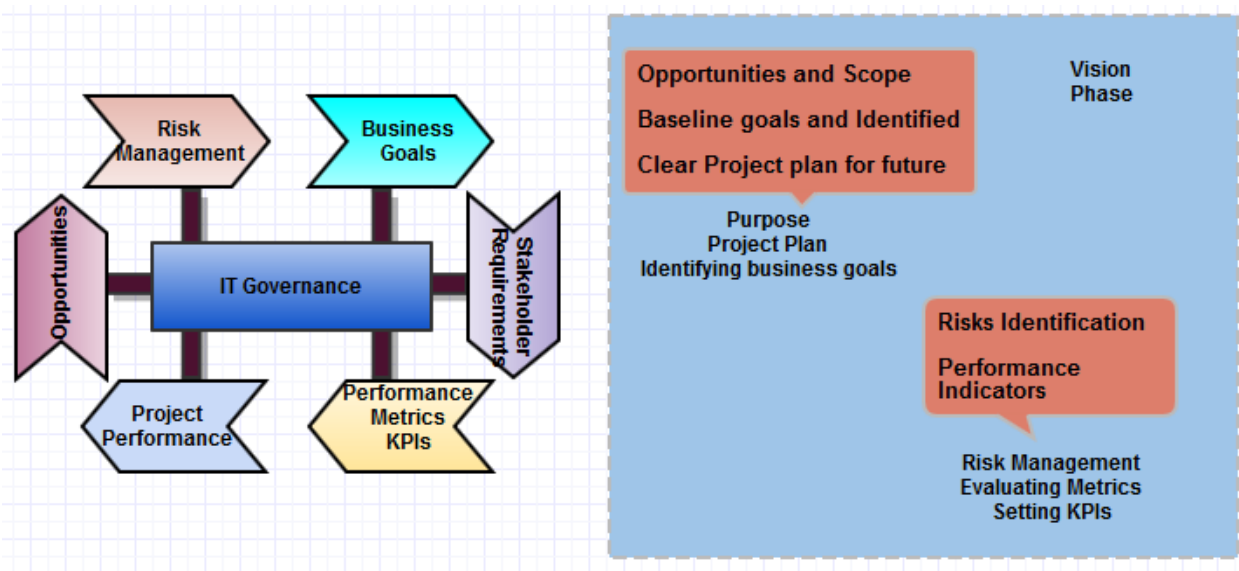 Risk
Management
Business
Goals
Opportunities
IT Governance
Stakeholder
Requirements
Project
Performance
Performance
Metrics
KPIs
Opportunities and Scope
Baseline goals and Identified
Clear Project plan for future
Vision
Phase
Purpose
Project Plan
Identifying business goals
Risks Identification
Performance
Indicators
Risk Management
Evaluating Metrics
Setting KPIs